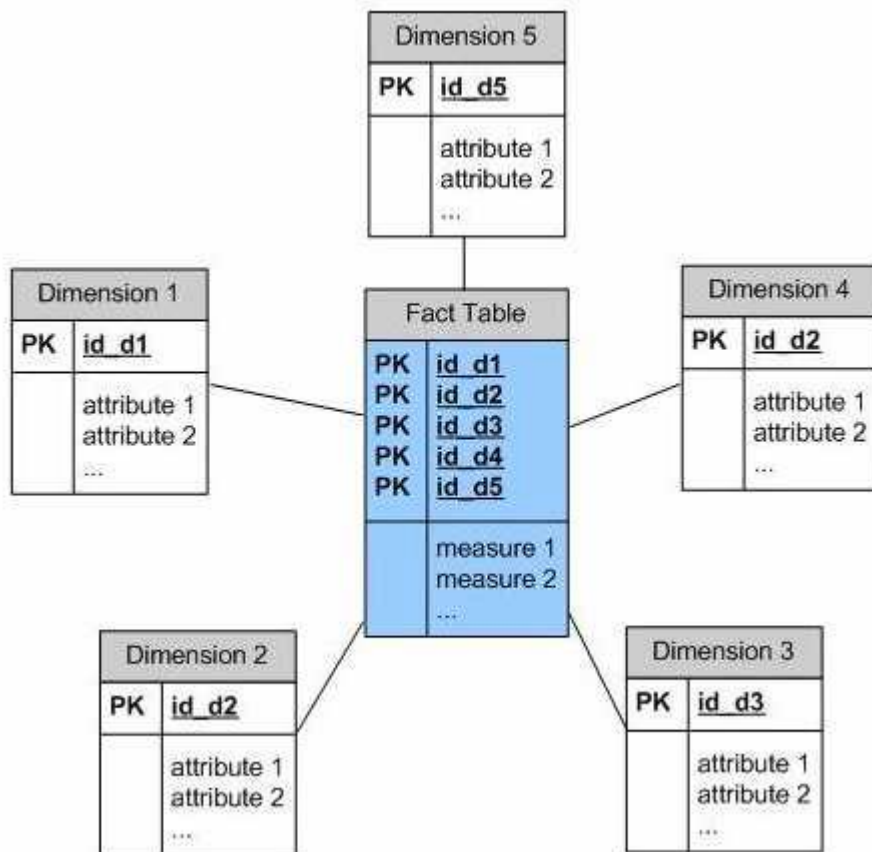 Dimension 5
PK id_d5
attribute 1
attribute 2
...
Dimension 1
PK id_d1
attribute 1
attribute 2
...
Fact Table
PK id_d1
PK id_d2
PK id_d3
PK id_d4
PK id_d5
measure 1
measure 2
...
Dimension 4
PK id_d2
attribute 1
attribute 2
...
Dimension 2
PK id_d2
attribute 1
attribute 2
...
Dimension 3
PK id_d3
attribute 1
attribute 2
...